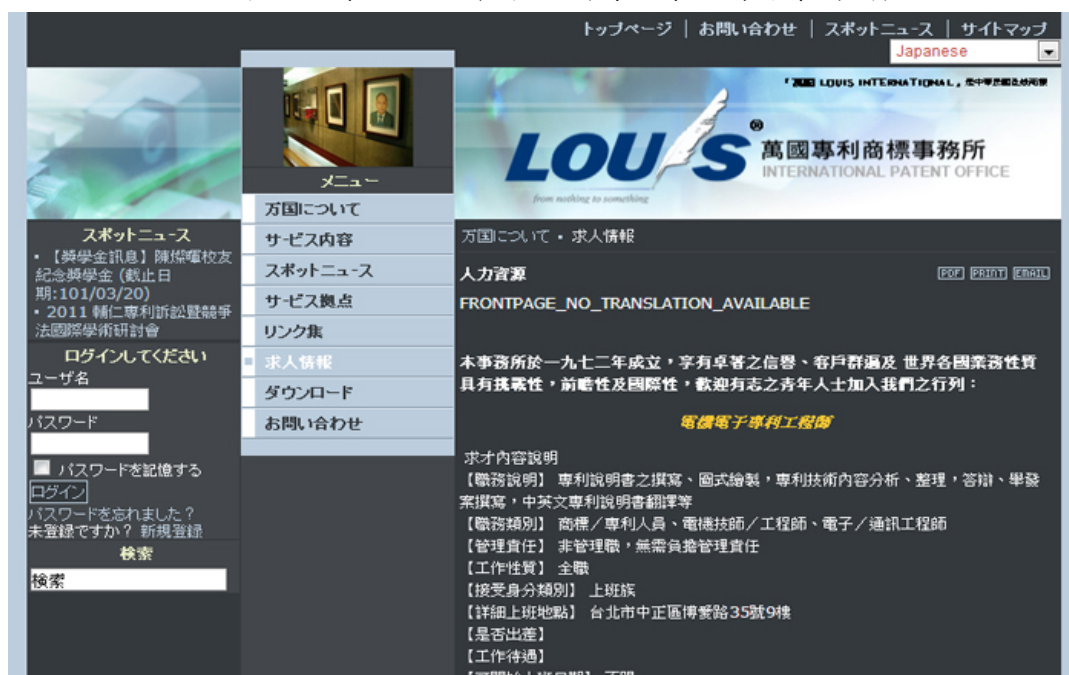 トップページ | お問い合わせ | スポットニュース | サイトマップ
Japanese
LOUIS INTERNATIONAL,
LOUIS®
萬國專利商標事務所
INTERNATIONAL PATENT OFFICE
from nothing to something
メニュー
万国について
サービス内容
スポットニュース
サービス拠点
リンク集
求人情報
ダウンロード
お問い合わせ
スポットニュース
・【獎學金訊息】陳燦暉校友
紀念獎學金 (截止日
期:101/03/20)
・2011 輔仁專利訴訟暨競爭
法國際學術研討會
ログインしてください
ユーザ名
パスワード
パスワードを記憶する
ログイン
パスワードを忘れました？
未登録ですか？ 新規登録
検索
検索
万国について ・ 求人情報
人力資源
PDF PRINT EMAIL
FRONTPAGE_NO_TRANSLATION_AVAILABLE
本事務所於一九七二年成立，享有卓著之信譽、客戶群遍及 世界各國業務性質
具有挑戰性，前瞻性及國際性，歡迎有志之青年人士加入我們之行列：
電機電子專利工程師
求才內容說明
【職務說明】 專利說明書之撰寫、圖式繪製，專利技術內容分析、整理，答辯、舉發
案撰寫，中英文專利說明書翻譯等
【職務類別】 商標／專利人員、電機技師／工程師、電子／通訊工程師
【管理責任】 非管理職，無需負擔管理責任
【工作性質】 全職
【接受身分類別】 上班族
【詳細上班地點】 台北市中正區博愛路35號9樓
【是否出差】
【工作待遇】